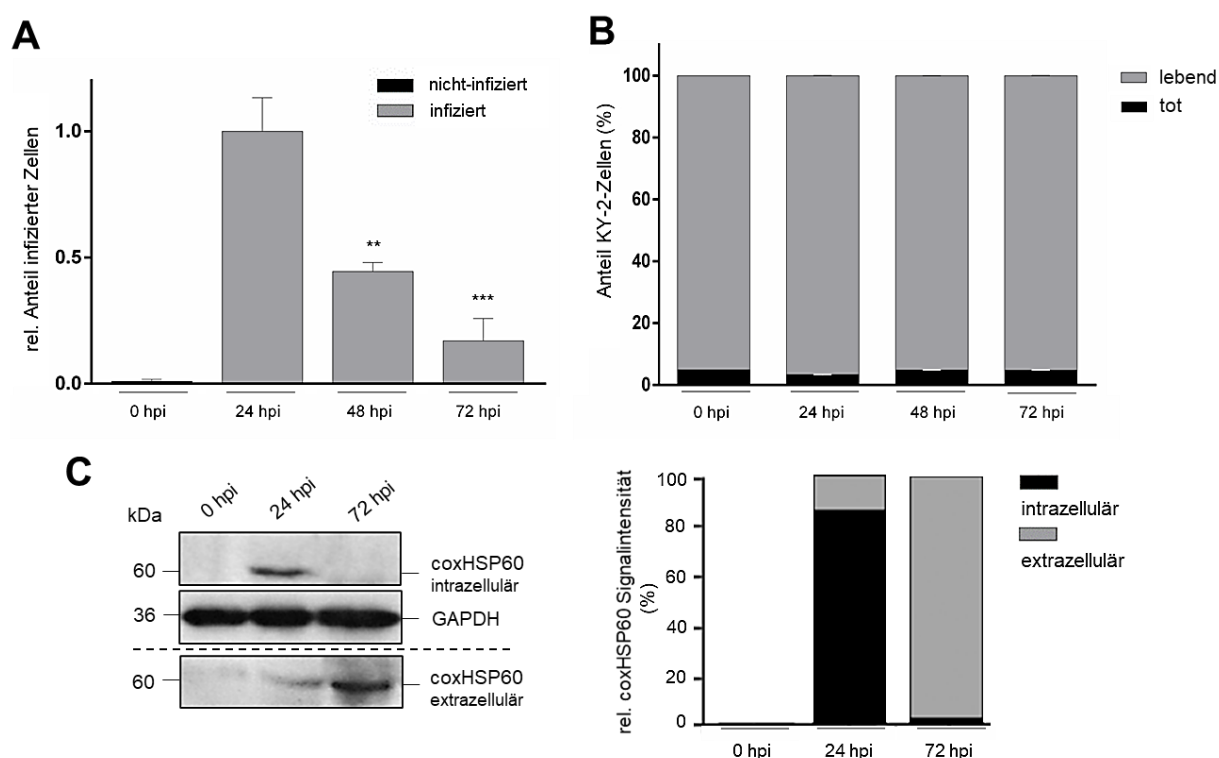 A
rel. Anteil infizierter Zellen
1.0
0.5
0.0
nicht-infiziert
infiziert
**
***
0 hpi
24 hpi
48 hpi
72 hpi
B
Anteil KY-2-Zellen (%)
100
80
60
40
20
0
lebend
tot
0 hpi
24 hpi
48 hpi
72 hpi
C
kDa
0 hpi
24 hpi
72 hpi
60
coxHSP60
intrazellulär
36
GAPDH
60
coxHSP60
extrazellulär
rel. coxHSP60 Signalintensität
(%)
100
80
60
40
20
0
intrazellulär
extrazellulär
0 hpi
24 hpi
72 hpi